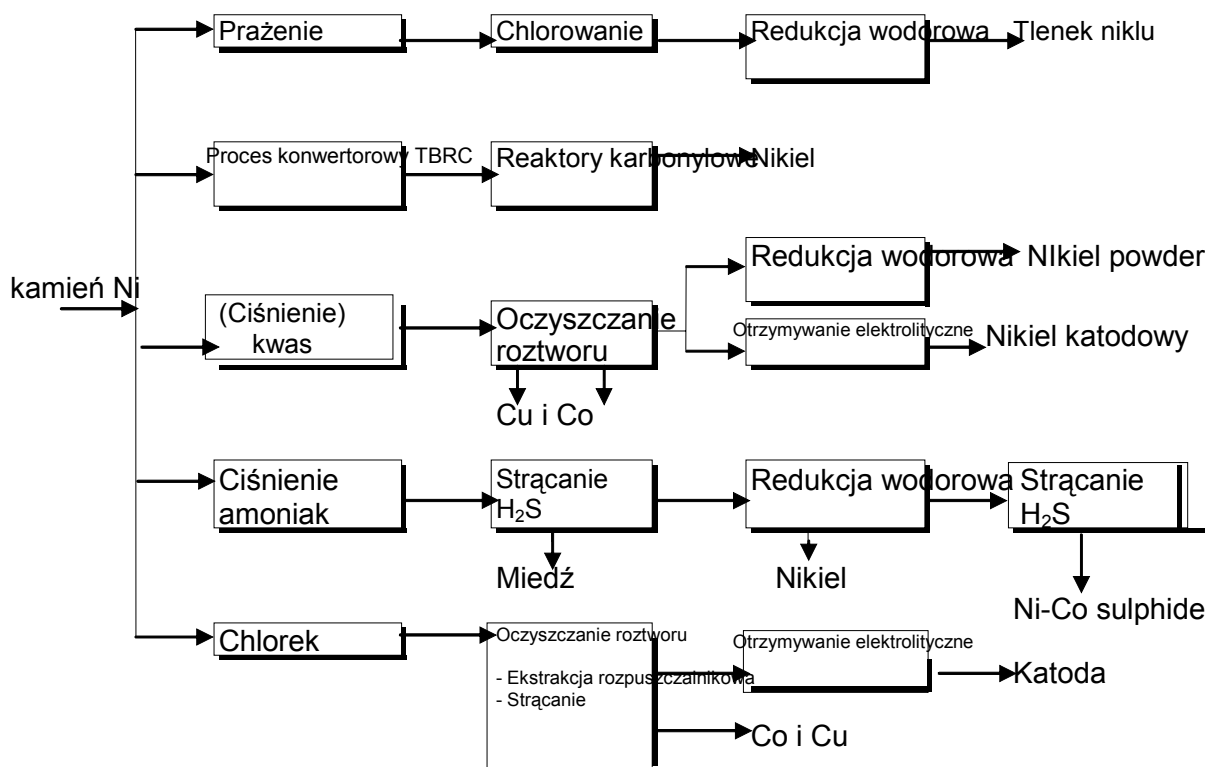 Prażenie
Chlorowanie
Redukcja wodorowa
Tlenek niklu
Proces konwertorowy TBRC
Reaktory karbonylowe
Nikiel
kamień Ni
(Ciśnienie)
kwas
Oczyszczanie
roztworu
Redukcja wodorowa
NIkiel powder
Otrzymywanie elektrolityczne
Nikiel katodowy
Cu i Co
Ciśnienie
amoniak
Strącanie
H₂S
Redukcja wodorowa
Strącanie
H₂S
Miedź
Nikiel
Ni-Co sulphide
Chlorek
Oczyszczanie roztworu
- Ekstrakcja rozpuszczalnikowa
- Strącanie
Otrzymywanie elektrolityczne
Katoda
Co i Cu